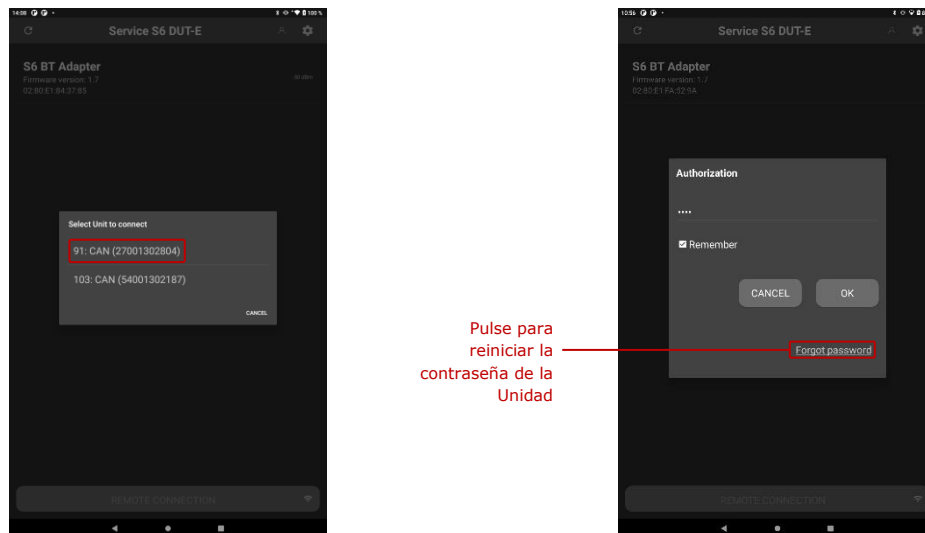 14:08
100 %
Service S6 DUT-E
S6 BT Adapter
Firmware version: 1.7
02:80:E1:84:37:85
Select Unit to connect
91: CAN (27001302804)
103: CAN (54001302187)
CANCEL
REMOTE CONNECTION
Pulse para
reiniciar la
contraseña de la
Unidad
10:56
Service S6 DUT-E
S6 BT Adapter
Firmware version: 1.7
02:80:E1:FA:52:9A
Authorization
....
Remember
CANCEL
OK
Forgot password
REMOTE CONNECTION